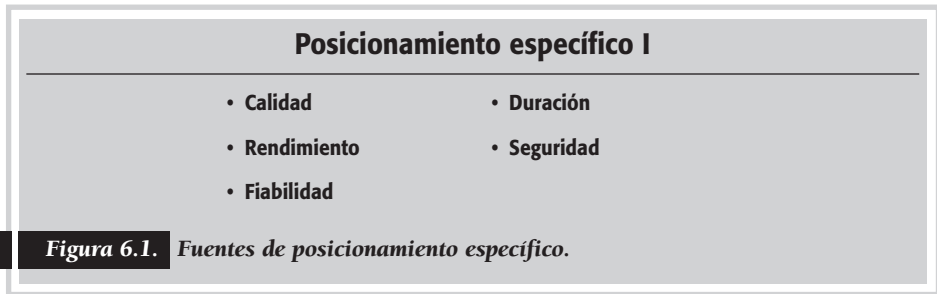 Posicionamiento específico I
• Calidad
• Rendimiento
• Fiabilidad
• Duración
• Seguridad
Figura 6.1. Fuentes de posicionamiento específico.